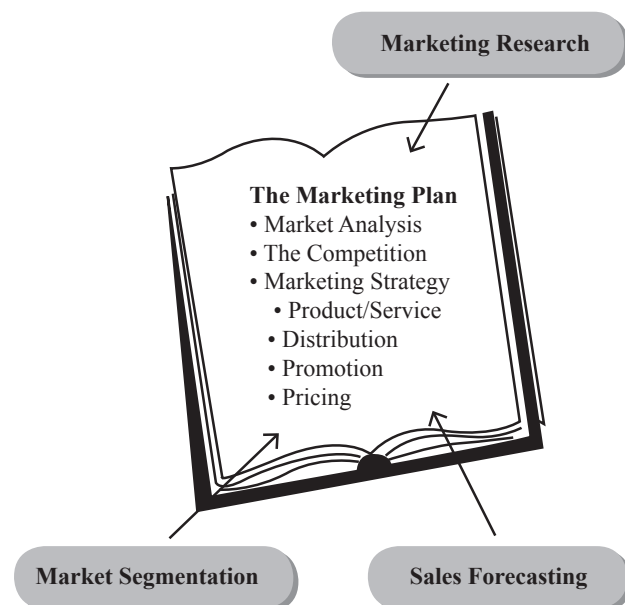 Marketing Research
The Marketing Plan
• Market Analysis
• The Competition
• Marketing Strategy
• Product/Service
• Distribution
• Promotion
• Pricing
Market Segmentation
Sales Forecasting